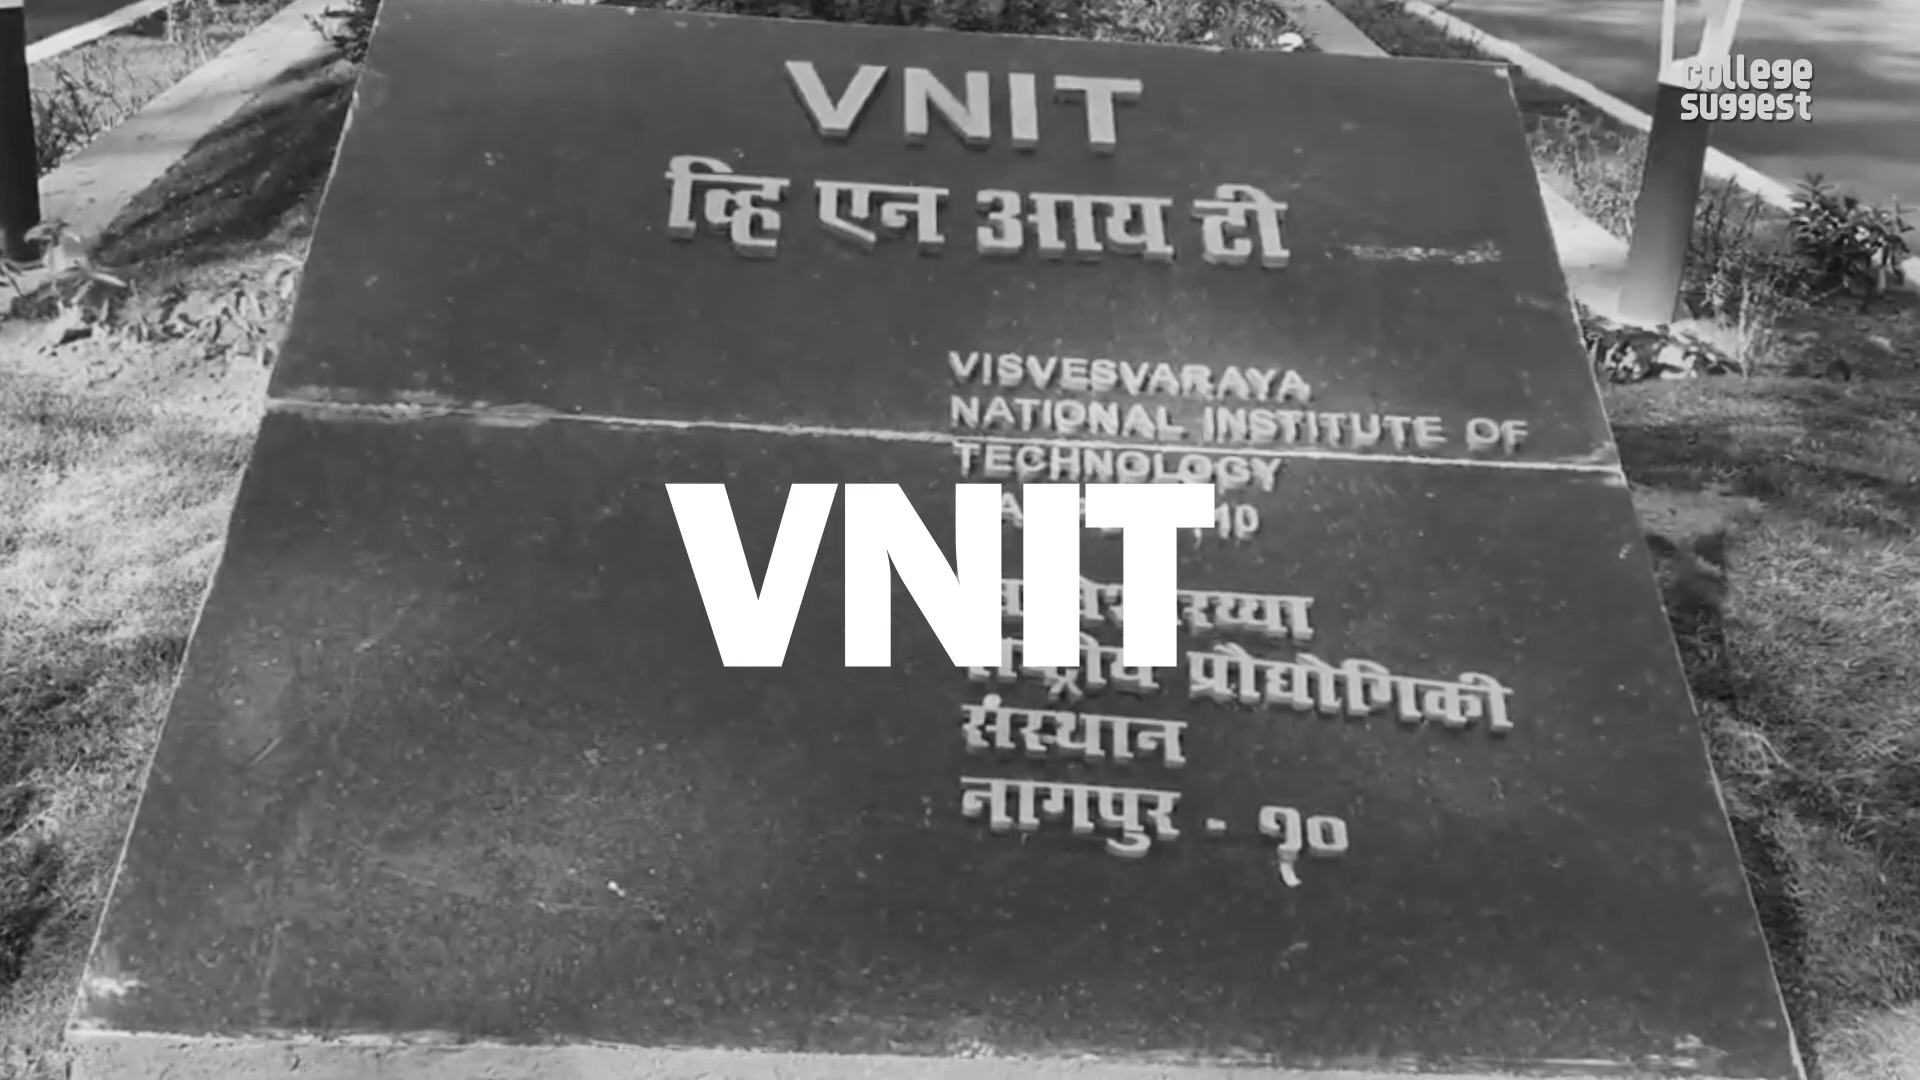 college
suggest
VNIT
व्हि एन आय टी
VISVESVARAYA
NATIONAL INSTITUTE OF
TECHNOLOGY
VNIT
प्रौद्योगिकी
संस्थान
नागपुर - १०